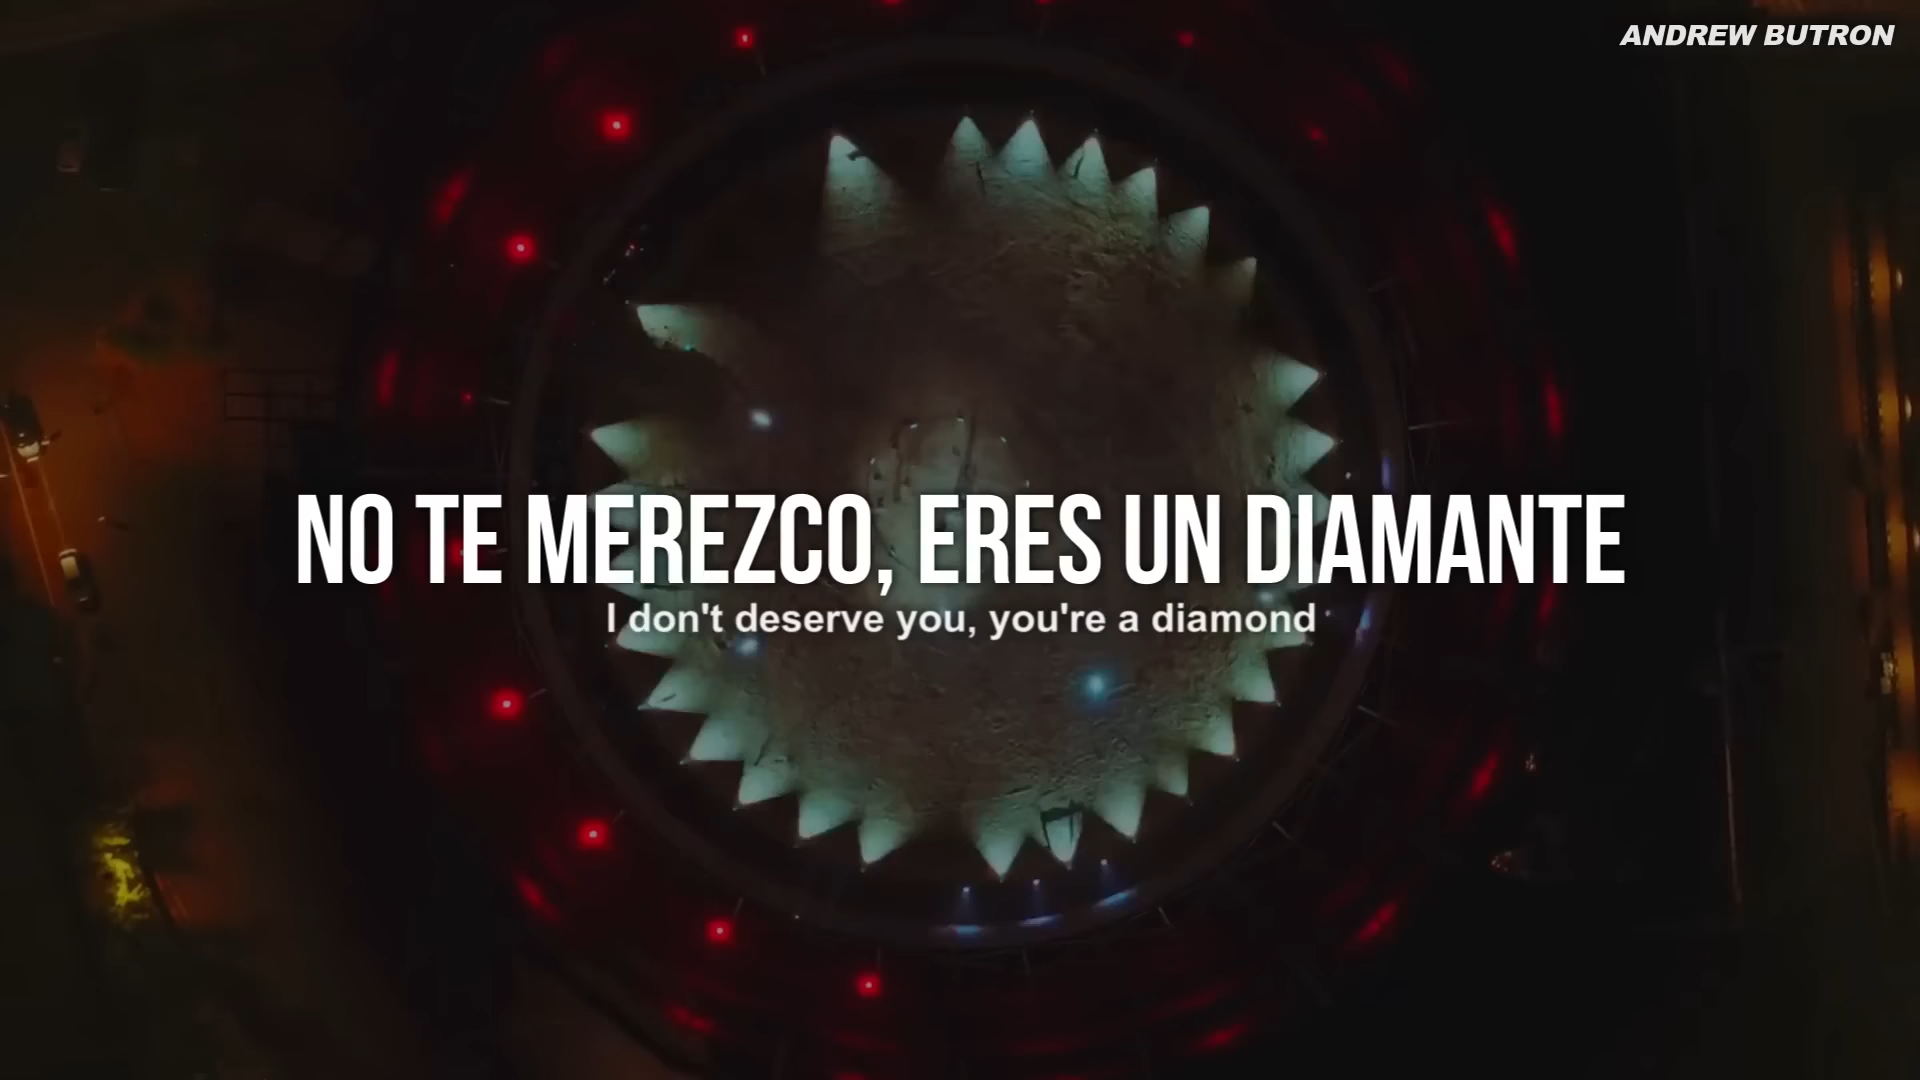 ANDREW BUTRON
NO TE MEREZCO, ERES UN DIAMANTE
I don't deserve you, you're a diamond